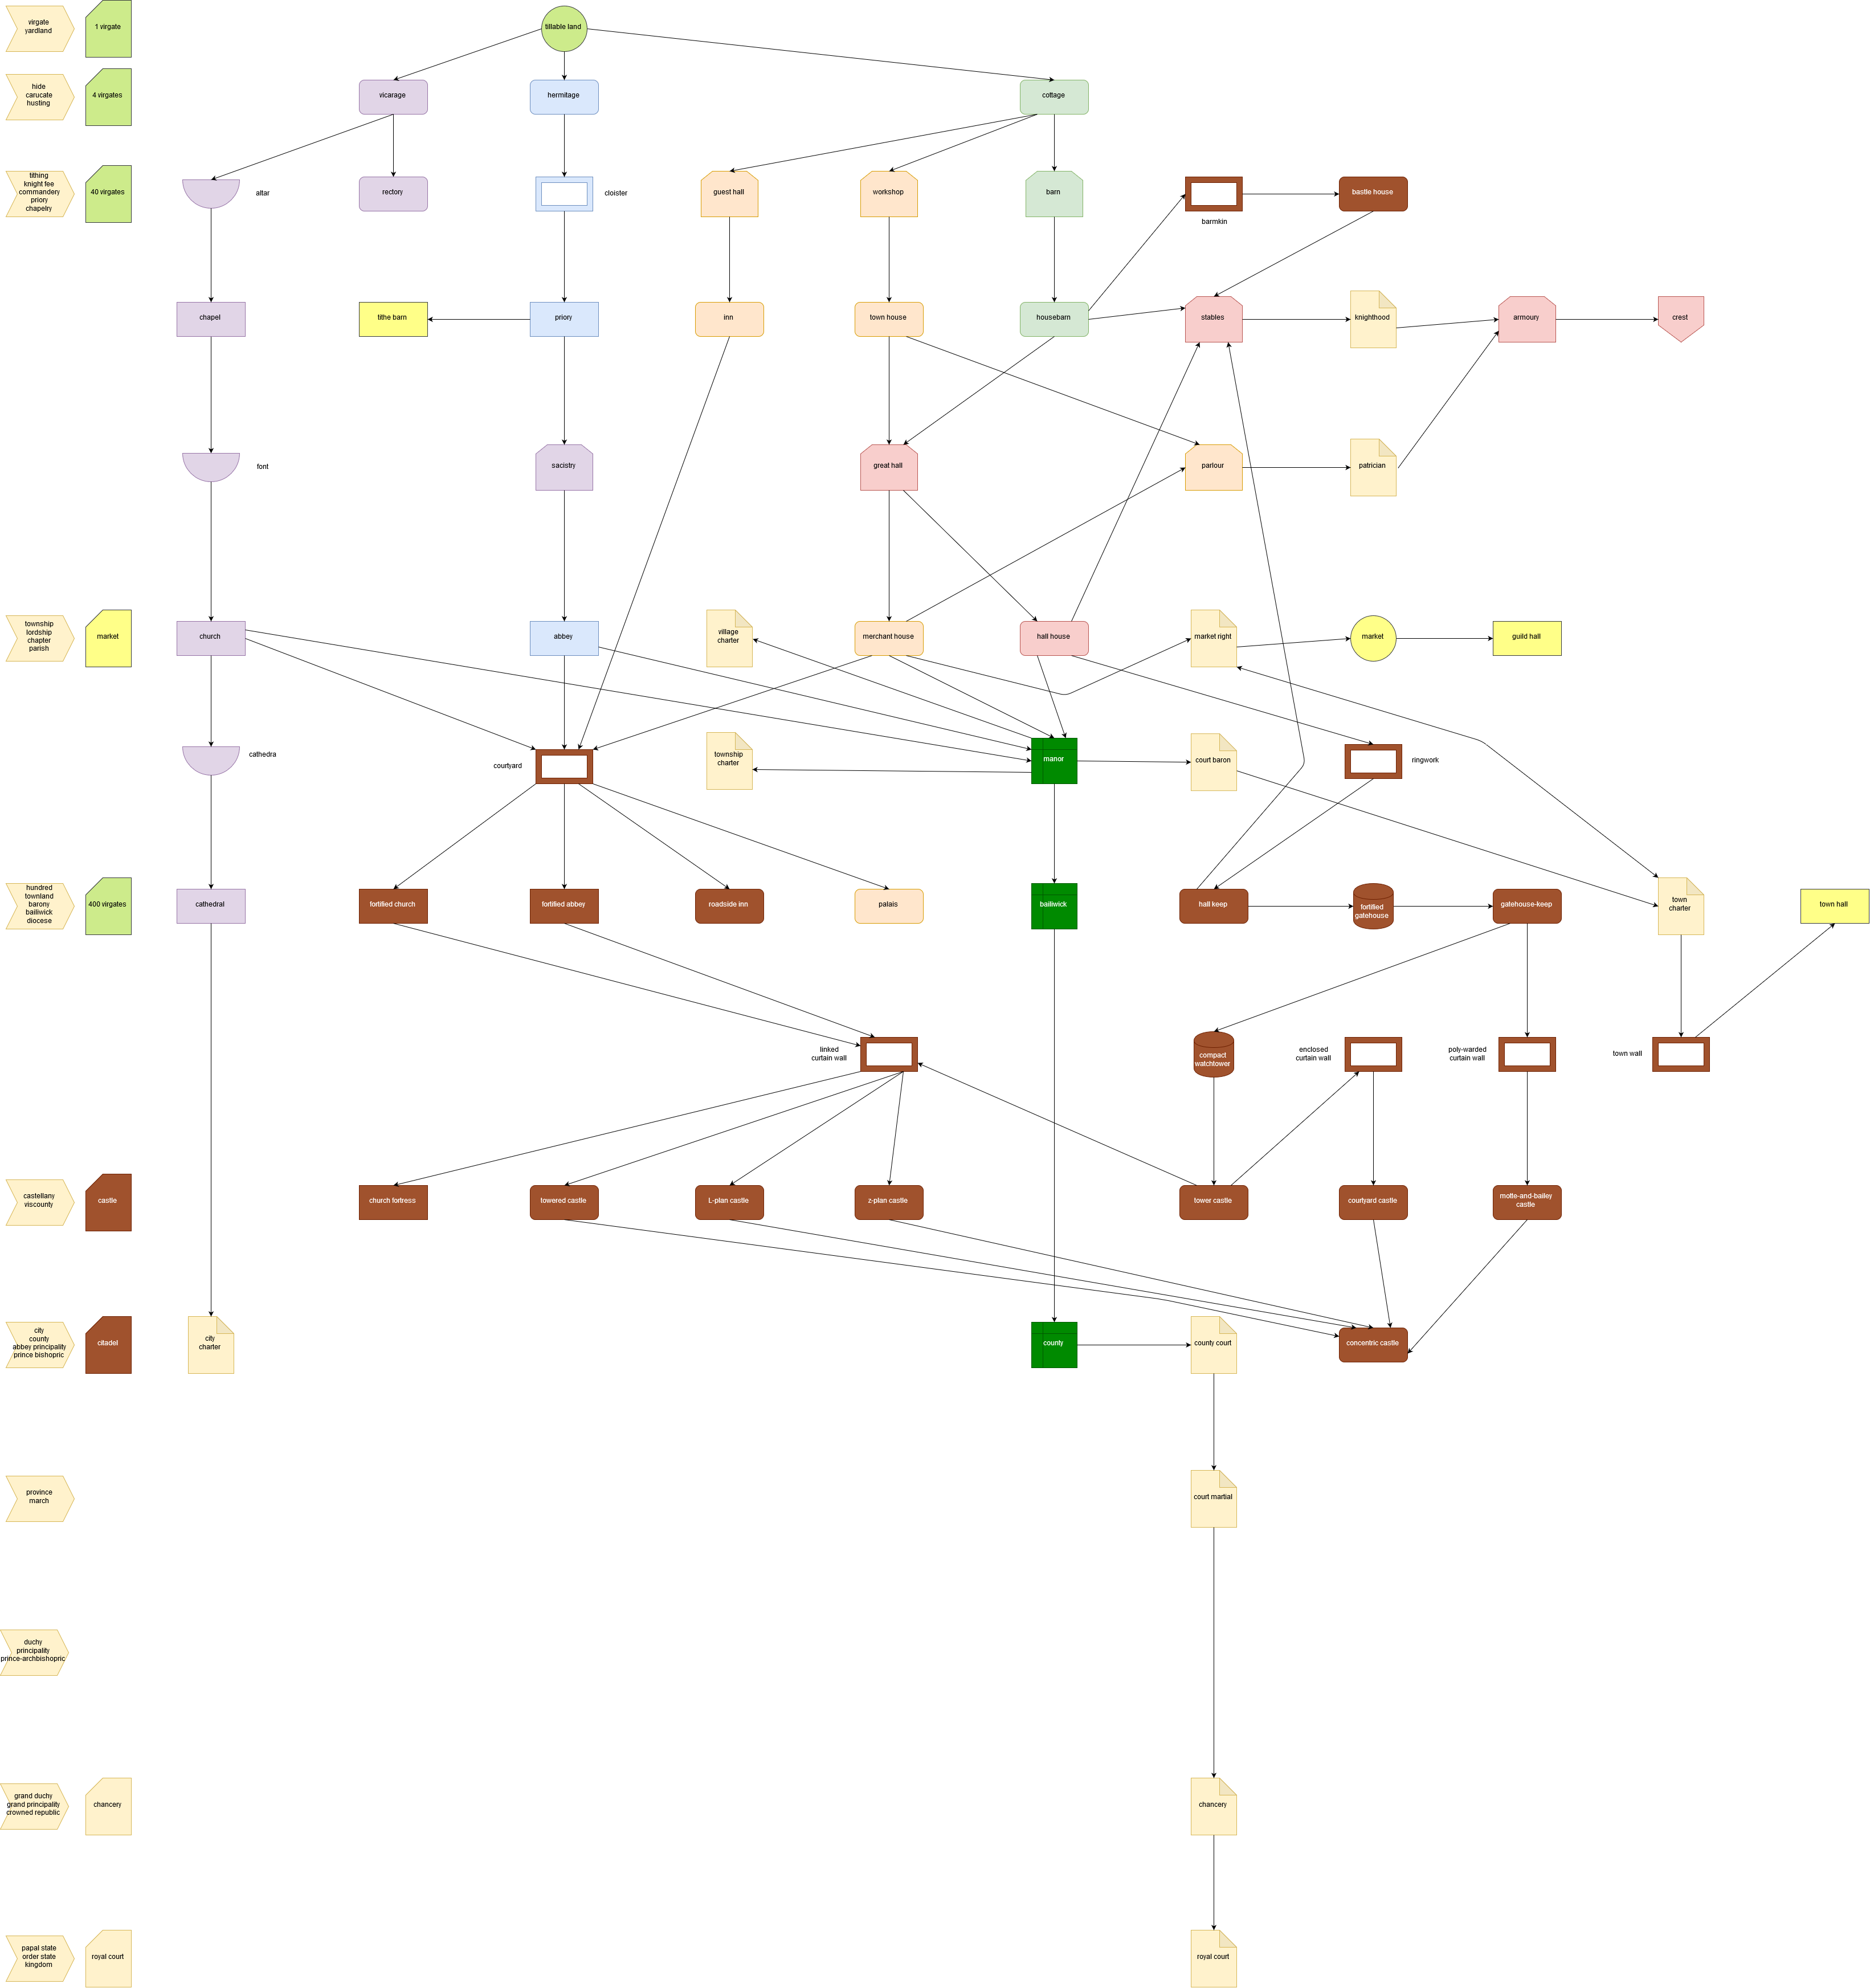 virgate
yardland
1 virgate
tillable land
hide
carucate
husting
4 virgates
vicarage
hermitage
cottage
tithing
knight fee
commandery
priory
chapelry
40 virgates
altar
rectory
cloister
guest hall
workshop
barn
barmkin
bastle house
chapel
tithe barn
priory
inn
town house
housebarn
stables
knighthood
armoury
crest
font
sacistry
great hall
parlour
patrician
township
lordship
chapter
parish
market
church
abbey
village
charter
merchant house
hall house
market right
market
guild hall
cathedra
courtyard
township
charter
manor
court baron
ringwork
hundred
townland
barony
bailiwick
diocese
400 virgates
cathedral
fortified church
fortified abbey
roadside inn
palais
bailiwick
hall keep
fortified
gatehouse
gatehouse-keep
town
charter
town hall
linked
curtain wall
compact
watchtower
enclosed
curtain wall
poly-warded
curtain wall
town wall
castellany
viscounty
castle
church fortress
lowered castle
L-plan castle
z-plan castle
tower castle
courtyard castle
motte-and-bailey
castle
city
county
abbey principality
prince bishopric
citadel
city
charter
county
county court
concentric castle
province
march
court martial
duchy
principality
prince-archbishopric
grand duchy
grand principality
crowned republic
chancery
chancery
papal state
order state
kingdom
royal court
royal court